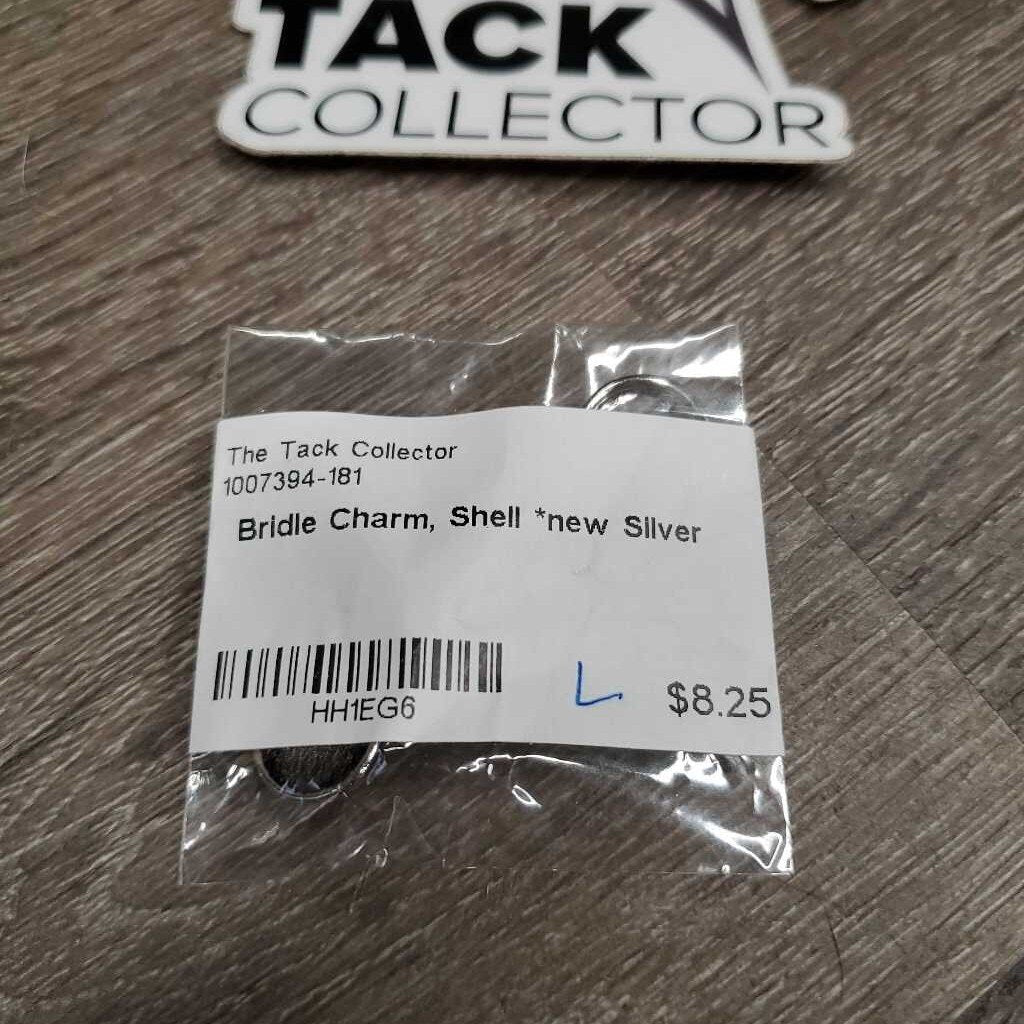 TACK
COLLECTOR
The Tack Collector
1007394-181
Bridle Charm, Shell *new Silver
HH1EG6
L
$8.25